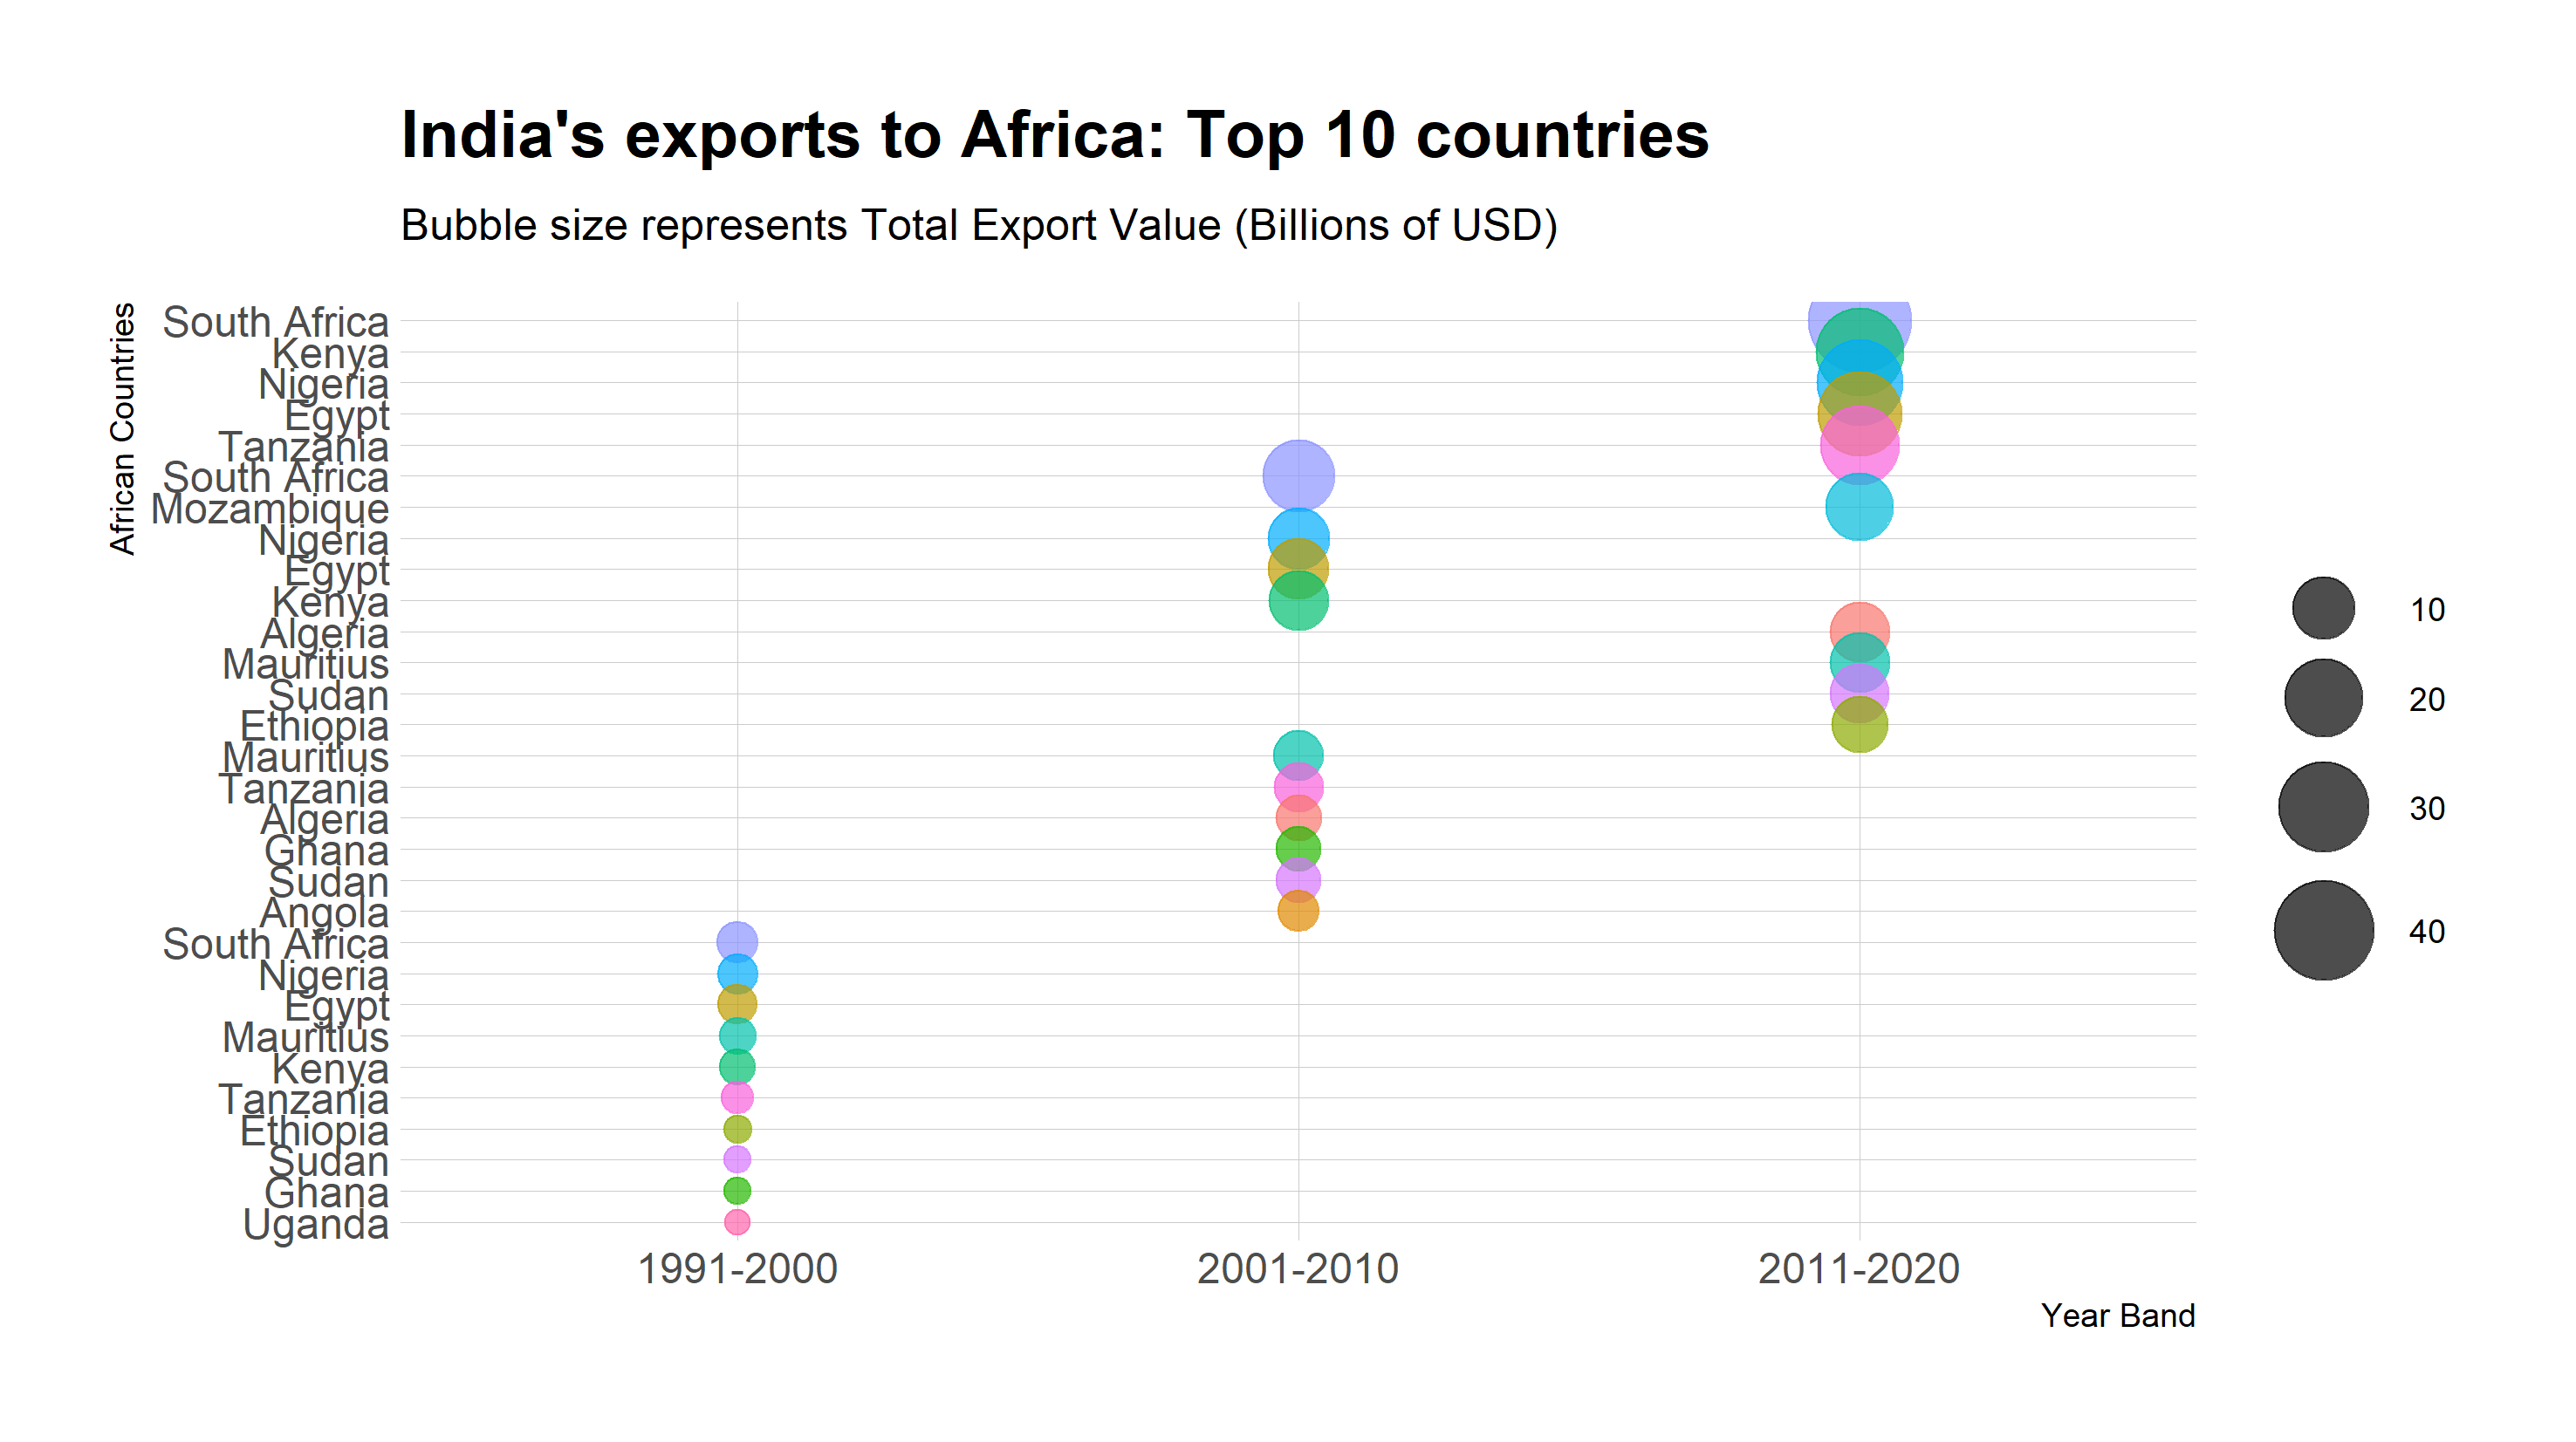 India's exports to Africa: Top 10 countries
Bubble size represents Total Export Value (Billions of USD)
African Countries
South Africa
Kenya
Nigeria
Egypt
Tanzania
South Africa
Mozambique
Nigeria
Egypt
Kenya
Algeria
Mauritius
Sudan
Ethiopia
Mauritius
Tanzania
Algeria
Ghana
Sudan
Angola
South Africa
Nigeria
Egypt
Mauritius
Kenya
Tanzania
Ethiopia
Sudan
Ghana
Uganda
1991-2000 2001-2010 2011-2020
Year Band
10
20
30
40